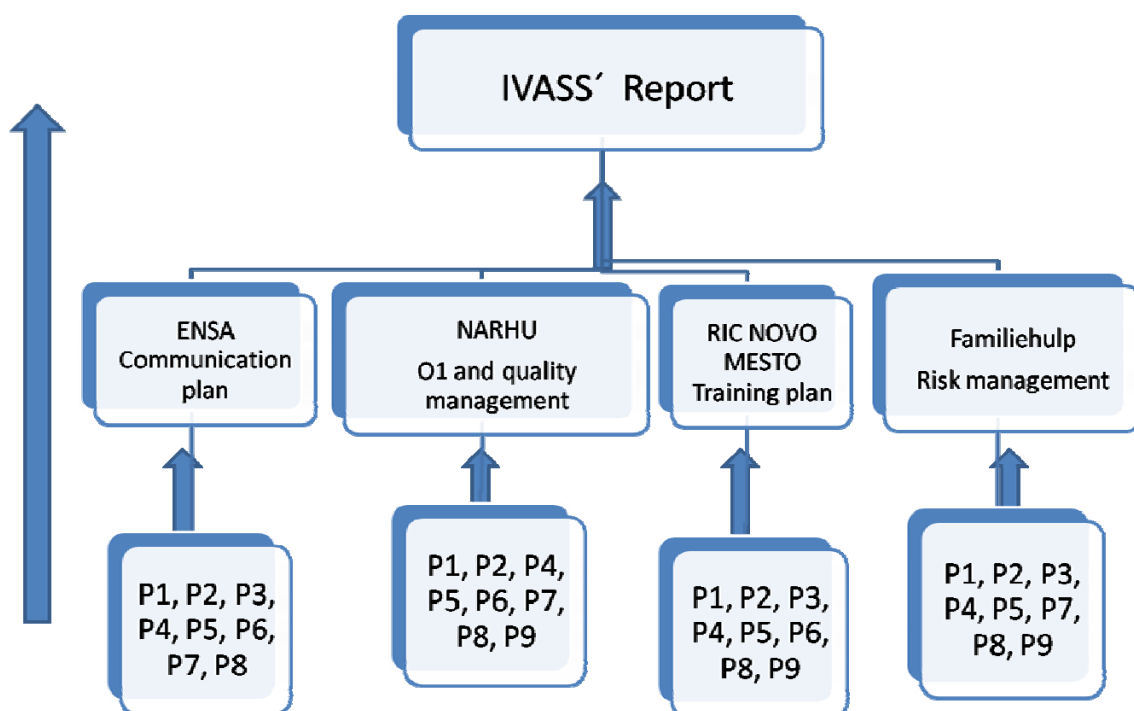 IVASS´ Report
ENSA
Communication
plan
NARHU
O1 and quality
management
RIC NOVO
MESTO
Training plan
Familiehulp
Risk management
P1, P2, P3,
P4, P5, P6,
P7, P8
P1, P2, P4,
P5, P6, P7,
P8, P9
P1, P2, P3,
P4, P5, P6,
P8, P9
P1, P2, P3,
P4, P5, P7,
P8, P9